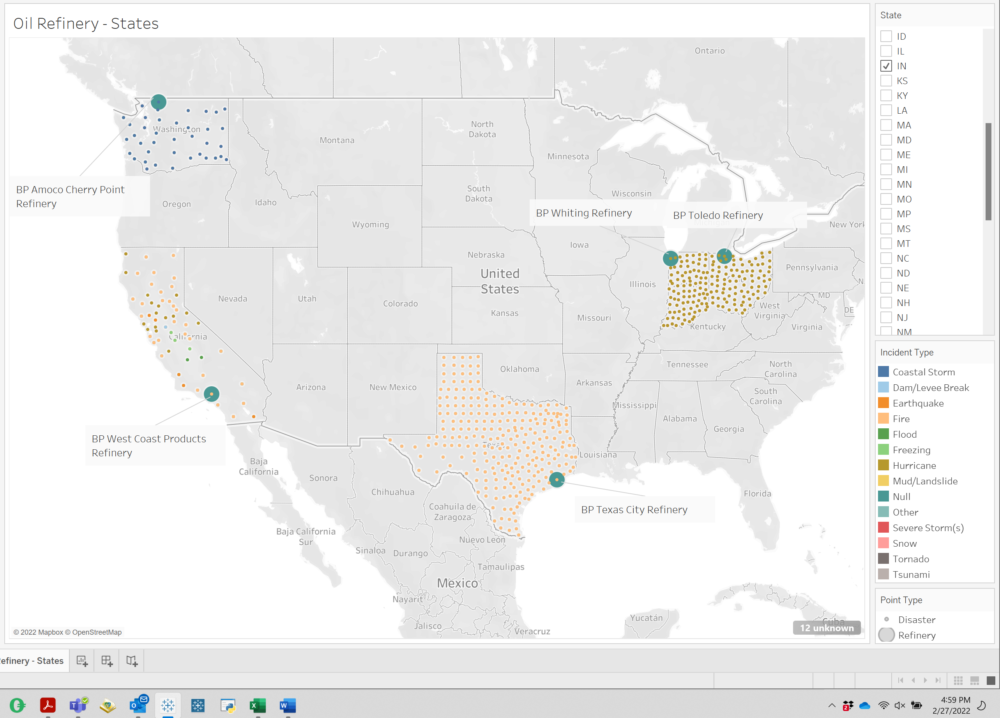 Oil Refinery - States
Ontario
Washington
Montana
North
Dakota
Minnesota
BP Amoco Cherry Point
Refinery
Oregon
Idaho
South
Dakota
Wisconsin
BP Whiting Refinery
BP Toledo Refinery
Michigan
Wyoming
New York
Iowa
Nebraska
United
States
Pennsylvania
N.
Illinois
Nevada
Utah
Colorado
Kansas
Missouri
West
Virginia
MD
DE
Kentucky
Virginia
California
Oklahoma
Tennessee
North
Carolina
Arizona
New Mexico
Arkansas
South
Carolina
Mississippi
Alabama
Georgia
BP West Coast Products
Refinery
Texas
Louisiana
Baja
California
Sonora
Chihuahua
Coahuila de
Zaragoza
Florida
BP Texas City Refinery
Baja California
Sur
Nuevo León
Sinaloa
Durango
Tamaulipas
Mexico
Nayarit
Jalisco
Yucatán
Veracruz
Cuba
12 unknown
© 2022 Mapbox © OpenStreetMap
State
ID
IL
IN
KS
KY
LA
MA
MD
ME
MI
MN
MO
MP
MS
MT
NC
ND
NE
NH
NJ
NM
Incident Type
Coastal Storm
Dam/Levee Break
Earthquake
Fire
Flood
Freezing
Hurricane
Mud/Landslide
Null
Other
Severe Storm(s)
Snow
Tornado
Tsunami
Point Type
Disaster
Refinery
efinery - States
T
O
X
W
2
4:59 PM
2/27/2022